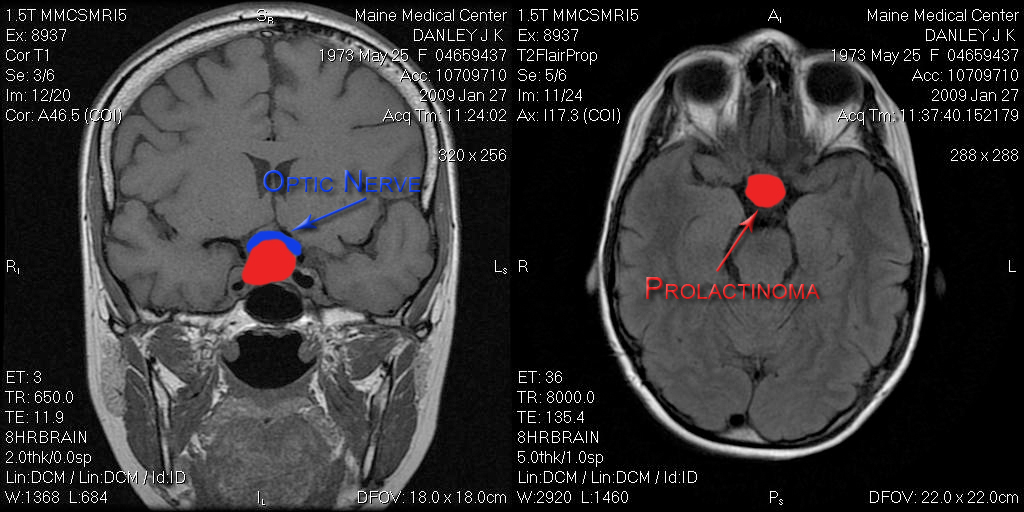 1.5T MMCSMRI5
Ex: 8937
Cor T1
Se: 3/6
Im: 12/20
Cor: A46.5 (COI)
SR
Maine Medical Center
DANLEY J K
1973 May 25 F 04659437
Acc: 10709710
2009 Jan 27
Acq Tm: 11:24:02
320 x 256
Optic Nerve
RI
LS
ET: 3
TR: 650.0
TE: 11.9
8HRBRAIN
2.0thk/0.0sp
Lin:DCM / Lin:DCM / Id:ID
W:1368 L:684
IL
DFOV: 18.0 x 18.0cm
1.5T MMCSMRI5
Ex: 8937
T2FlairProp
Se: 5/6
Im: 11/24
Ax: I17.3 (COI)
AI
Maine Medical Center
DANLEY J K
1973 May 25 F 04659437
Acc: 10709710
2009 Jan 27
Acq Tm: 11:37:40.152179
288 x 288
R
L
Prolactinoma
ET: 36
TR: 8000.0
TE: 135.4
8HRBRAIN
5.0thk/1.0sp
Lin:DCM / Lin:DCM / Id:ID
W:2920 L:1460
PS
DFOV: 22.0 x 22.0cm